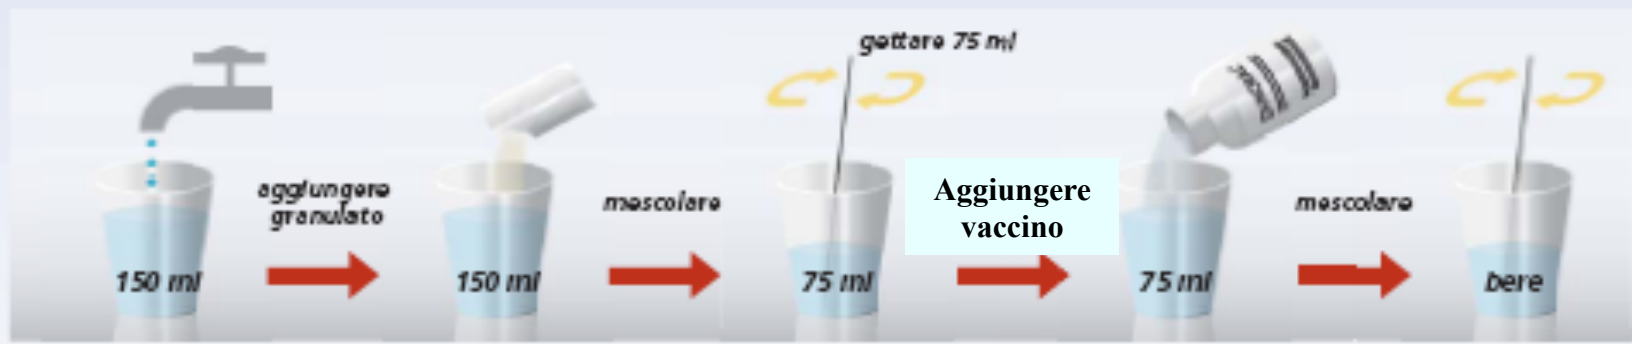 gettare 75 ml
aggiungere
granulato
mescolare
Aggiungere
vaccino
mescolare
150 ml
150 ml
75 ml
75 ml
bere